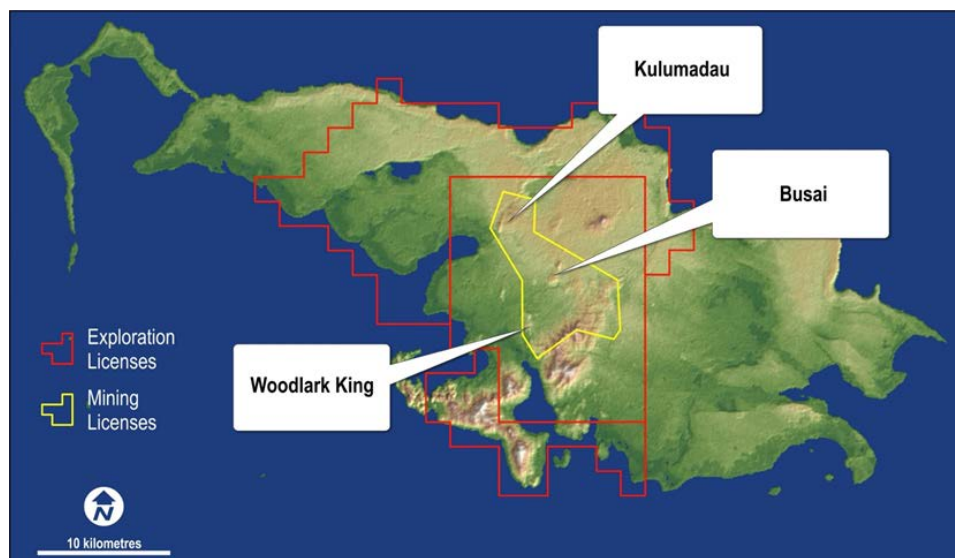 Kulumadau
Busai
Woodlark King
Exploration
Licenses
Mining
Licenses
N
10 kilometres